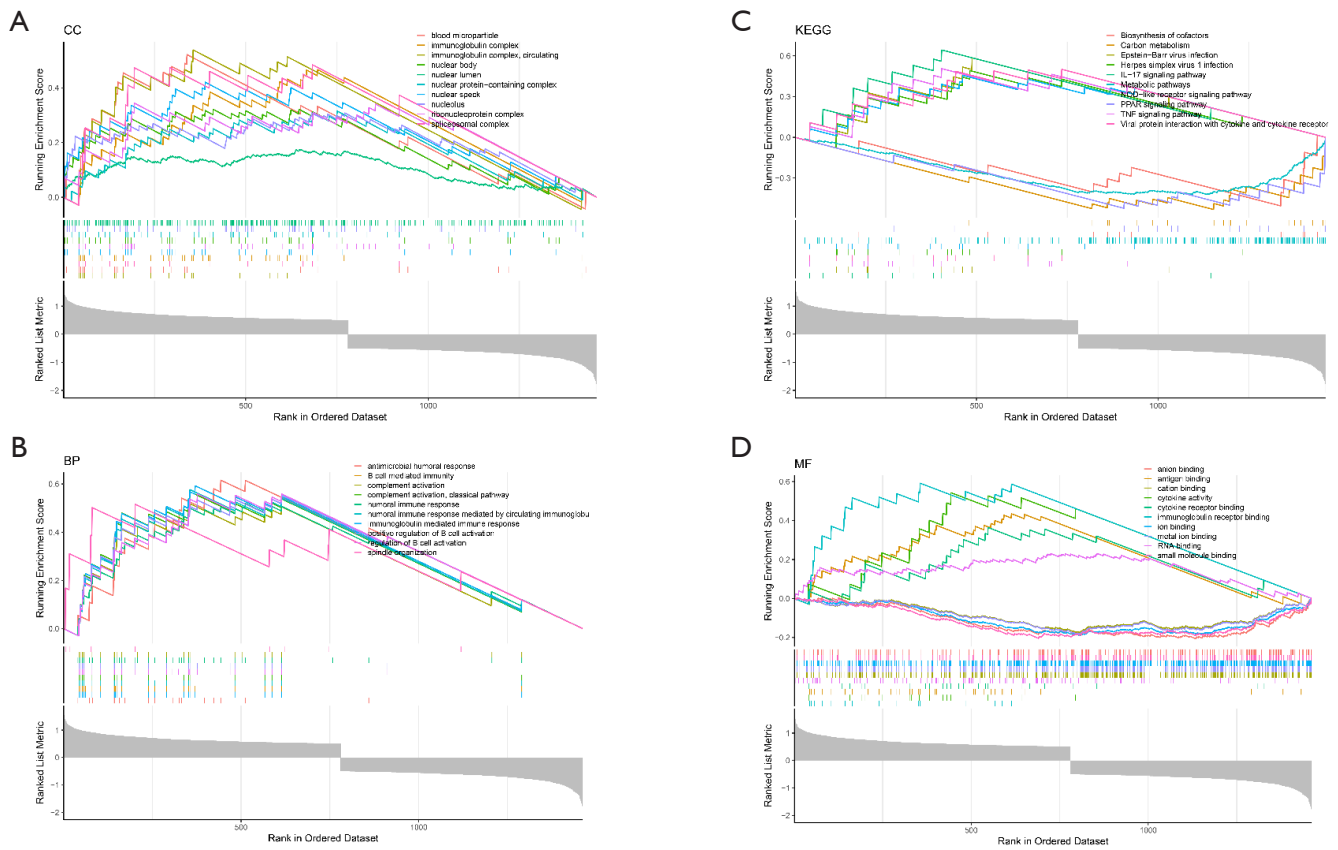 A
CC
Running Enrichment Score
0.4
0.2
0.0
blood microparticle
immunoglobulin complex
immunoglobulin complex, circulating
nuclear body
nuclear lumen
nuclear protein-containing complex
nuclear speck
nucleolus
ribonucleoprotein complex
spliceosomal complex
Ranked List Metric
1
0
−1
−2
500
1000
Rank in Ordered Dataset
C
KEGG
Running Enrichment Score
0.6
0.3
0.0
−0.3
Biosynthesis of cofactors
Carbon metabolism
Epstein−Barr virus infection
Herpes simplex virus 1 infection
IL−17 signaling pathway
Metabolic pathways
NOD−like receptor signaling pathway
PPAR signaling pathway
TNF signaling pathway
Viral protein interaction with cytokine and cytokine receptor
Ranked List Metric
1
0
−1
−2
500
1000
Rank in Ordered Dataset
B
BP
Running Enrichment Score
0.6
0.4
0.2
0.0
antimicrobial humoral response
B cell mediated immunity
complement activation
complement activation, classical pathway
humoral immune response
humoral immune response mediated by circulating immunoglobu
immunoglobulin mediated immune response
positive regulation of B cell activation
regulation of B cell activation
spindle organization
Ranked List Metric
1
0
−1
−2
500
1000
Rank in Ordered Dataset
D
MF
Running Enrichment Score
0.6
0.4
0.2
0.0
−0.2
anion binding
antigen binding
cation binding
cytokine activity
cytokine receptor binding
immunoglobulin receptor binding
ion binding
metal ion binding
RNA binding
small molecule binding
Ranked List Metric
1
0
−1
−2
500
1000
Rank in Ordered Dataset